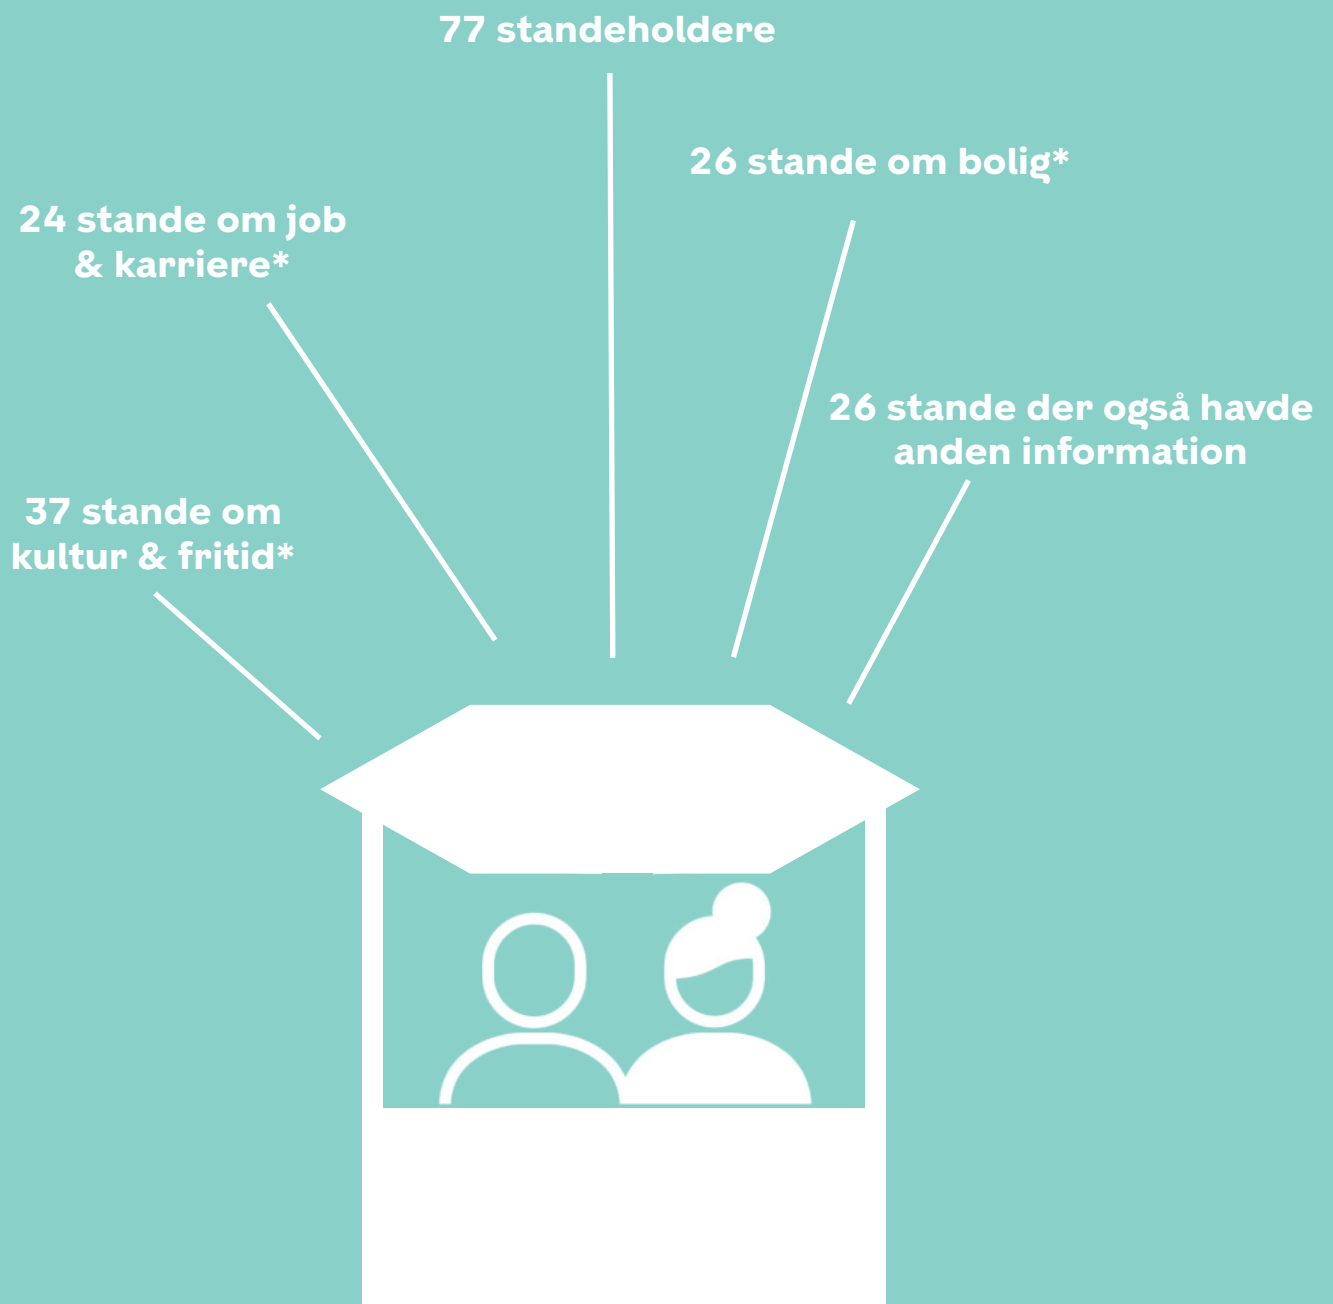 77 standeholdere
26 stande om bolig*
24 stande om job
& karriere*
26 stande der også havde
anden information
37 stande om
kultur & fritid*